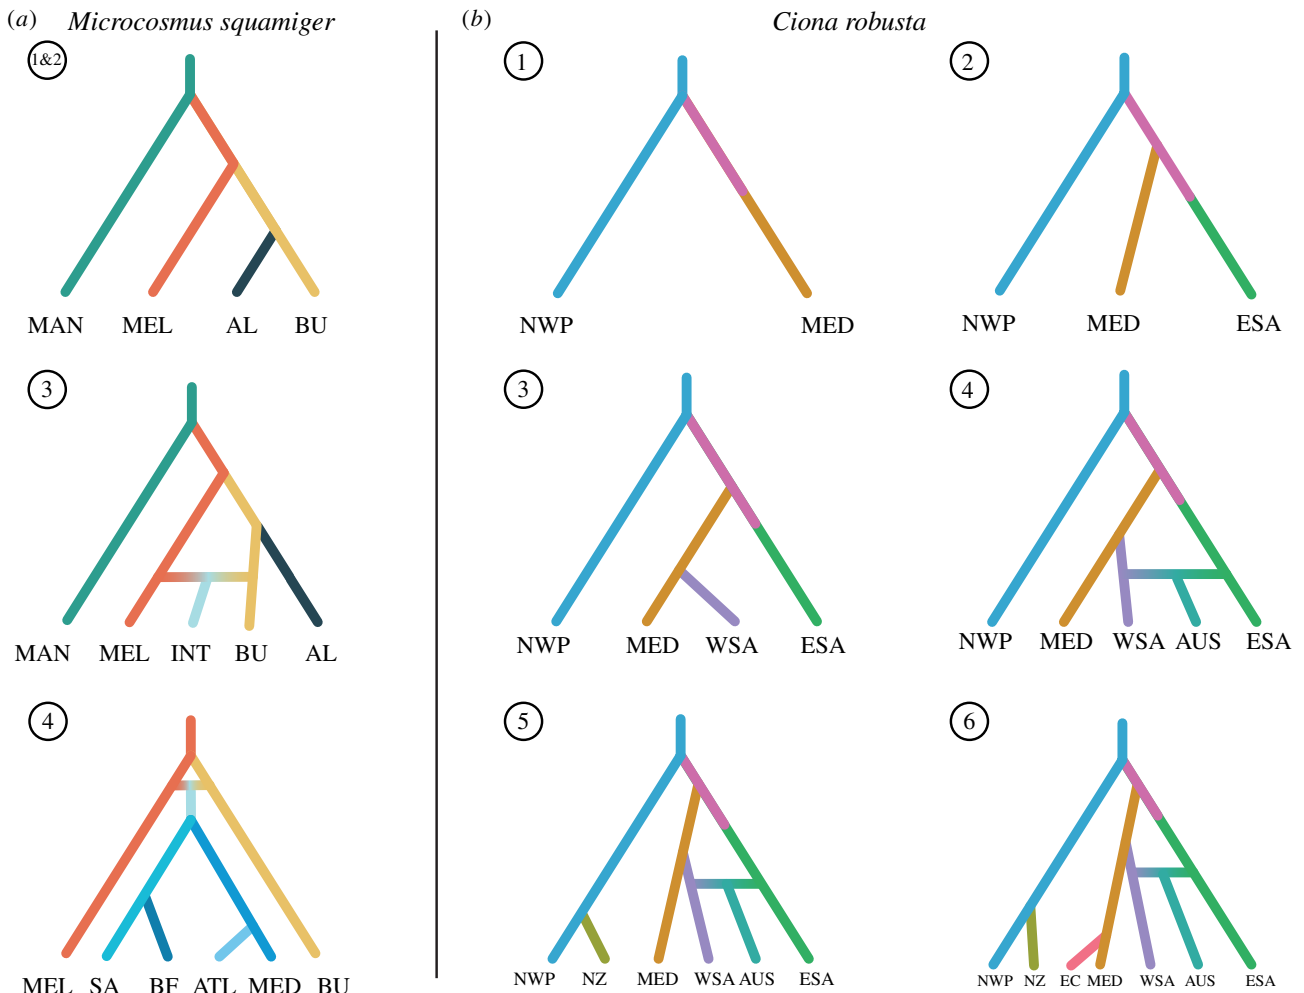 (a) Microcosmus squamiger
(b) Ciona robusta
1&2
MAN MEL AL BU
3
MAN MEL INT BU AL
4
MEL SA BF ATL MED BU
1
NWP MED
2
NWP MED ESA
3
NWP MED WSA ESA
4
NWP MED WSA AUS ESA
5
NWP NZ MED WSA AUS ESA
6
NWP NZ EC MED WSA AUS ESA